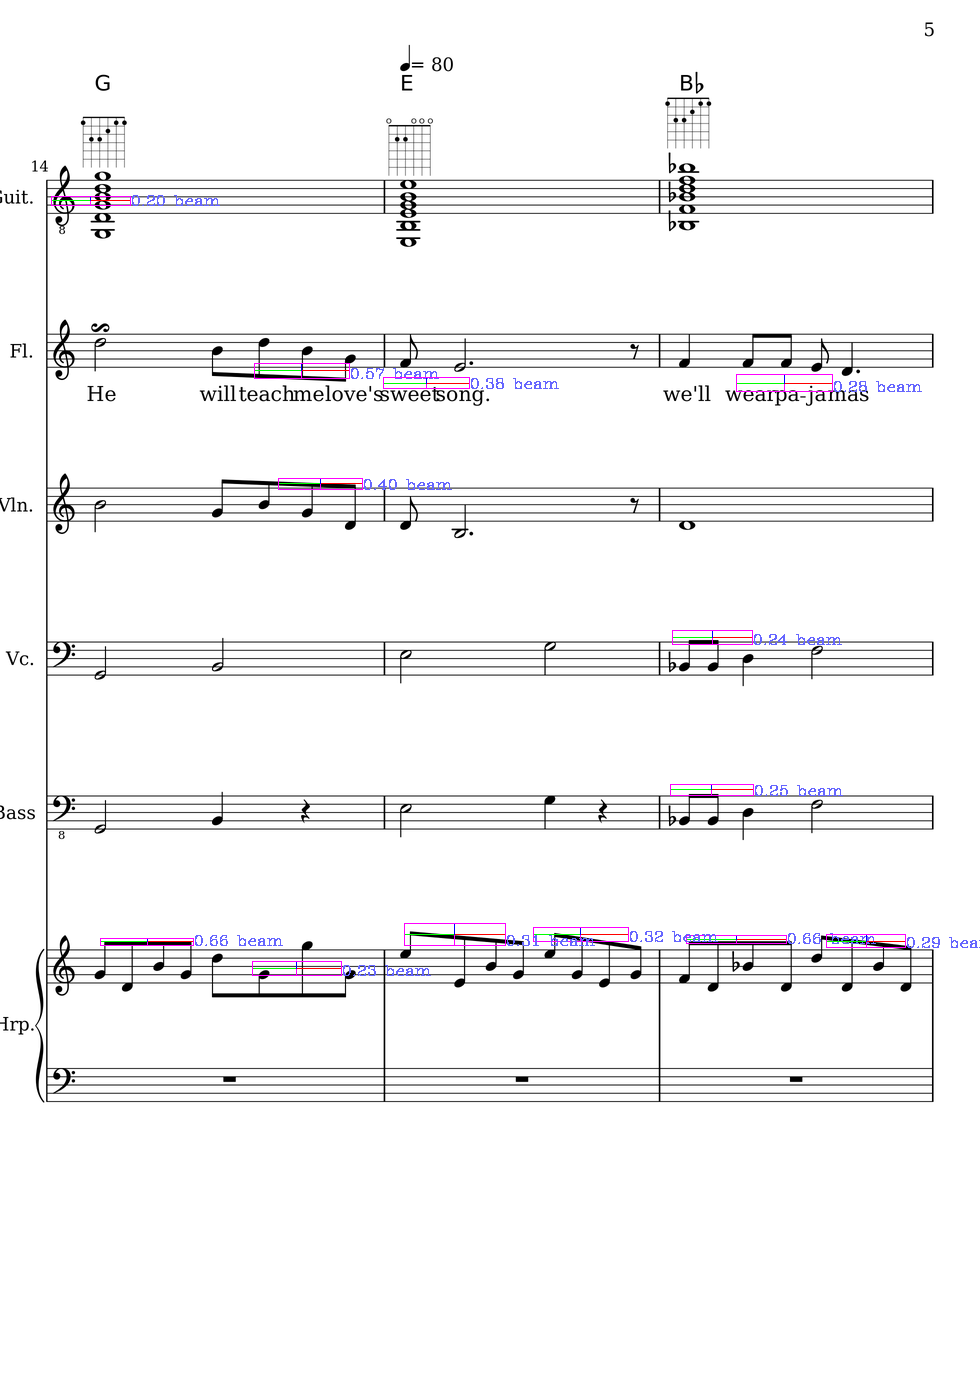 5
= 80
G E B♭
14
Guit.
0.20 beam
8
Fl.
0.57 beam
0.38 beam
0.28 beam
He will teach me love's sweet song. we'll wear pa-jamas
0.40 beam
Vln.
0.24 beam
Vc.
0.25 beam
Bass
8
0.66 beam 0.31 beam 0.32 beam 0.66 beam 0.29 beam
0.23 beam
Hrp.